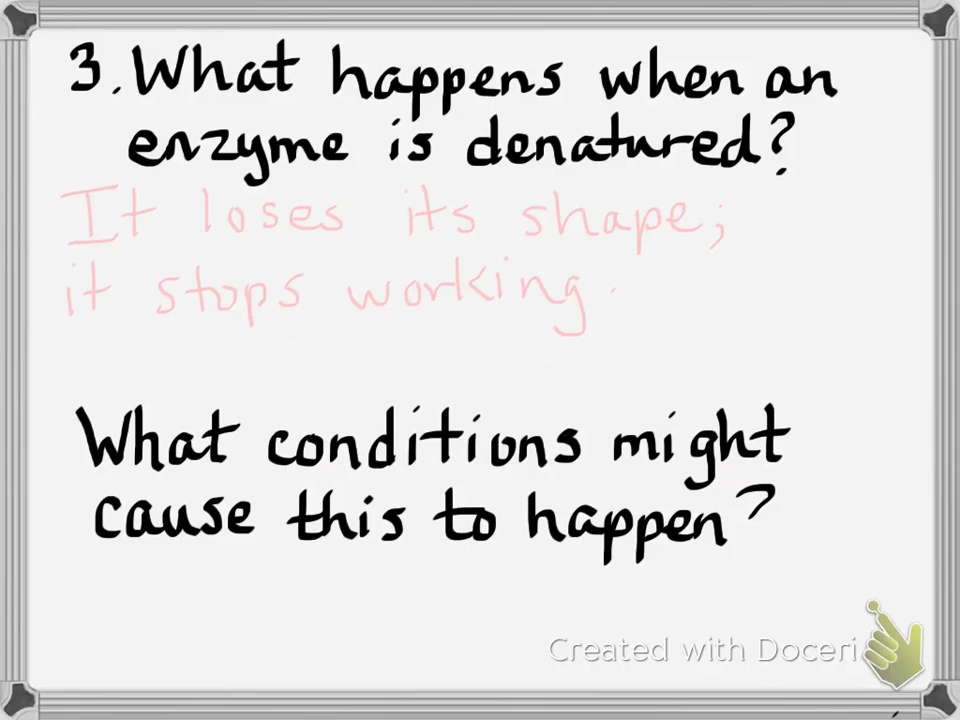 3. What happens when an
enzyme is denatured?
It loses its shape;
it stops working.
What conditions might
cause this to happen?
Created with Doceri